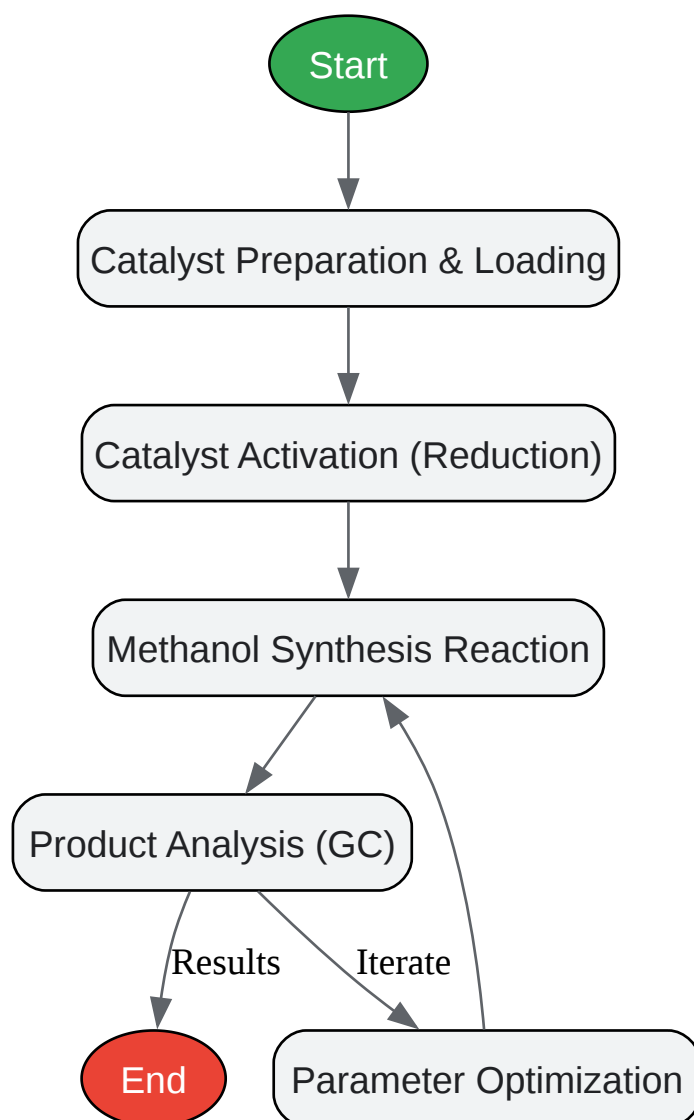 Start
Catalyst Preparation & Loading
Catalyst Activation (Reduction)
Methanol Synthesis Reaction
Product Analysis (GC)
Results
Iterate
End
Parameter Optimization